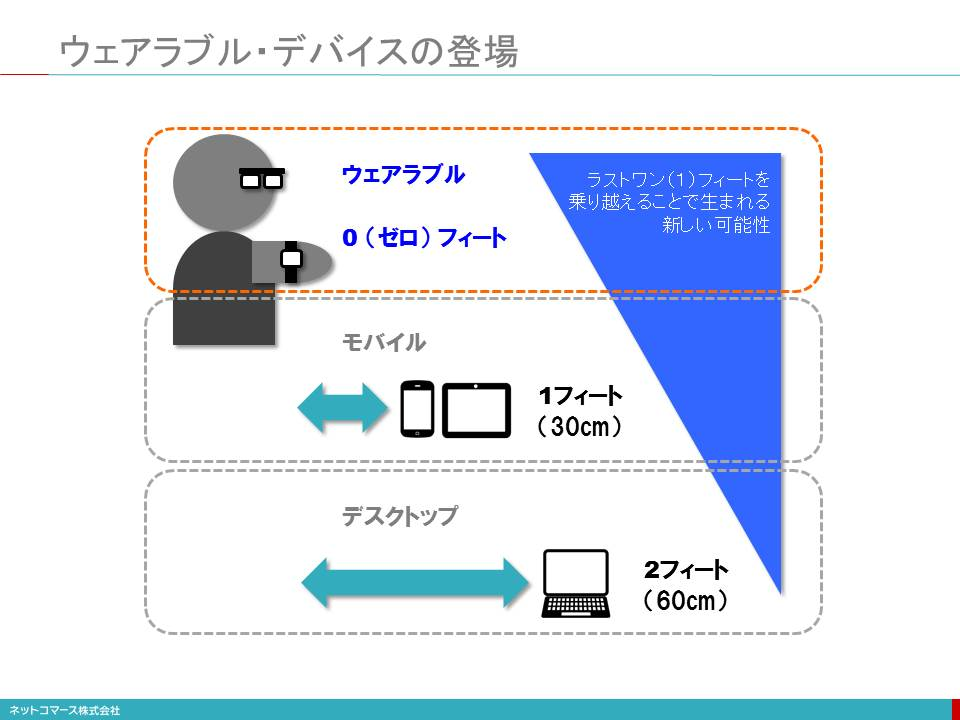 ウェアラブル・デバイスの登場
ウェアラブル
0（ゼロ）フィート
ラストワン（１）フィートを
乗り越えることで生まれる
新しい可能性
モバイル
1フィート
（30cm）
デスクトップ
2フィート
（60cm）
ネットコマース株式会社